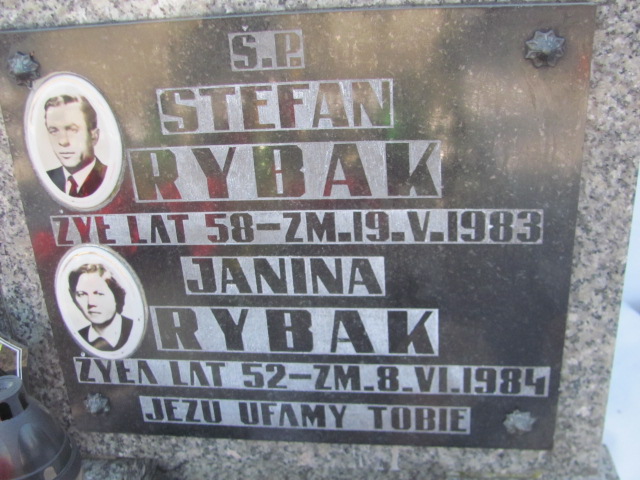 Ś.P.
STEFAN
RYBAK
ŻYŁ LAT 58-ZM.19.V.1983
JANINA
RYBAK
ŻYŁA LAT 52-ZM.8.VI.1984
JEZU UFAMY TOBIE